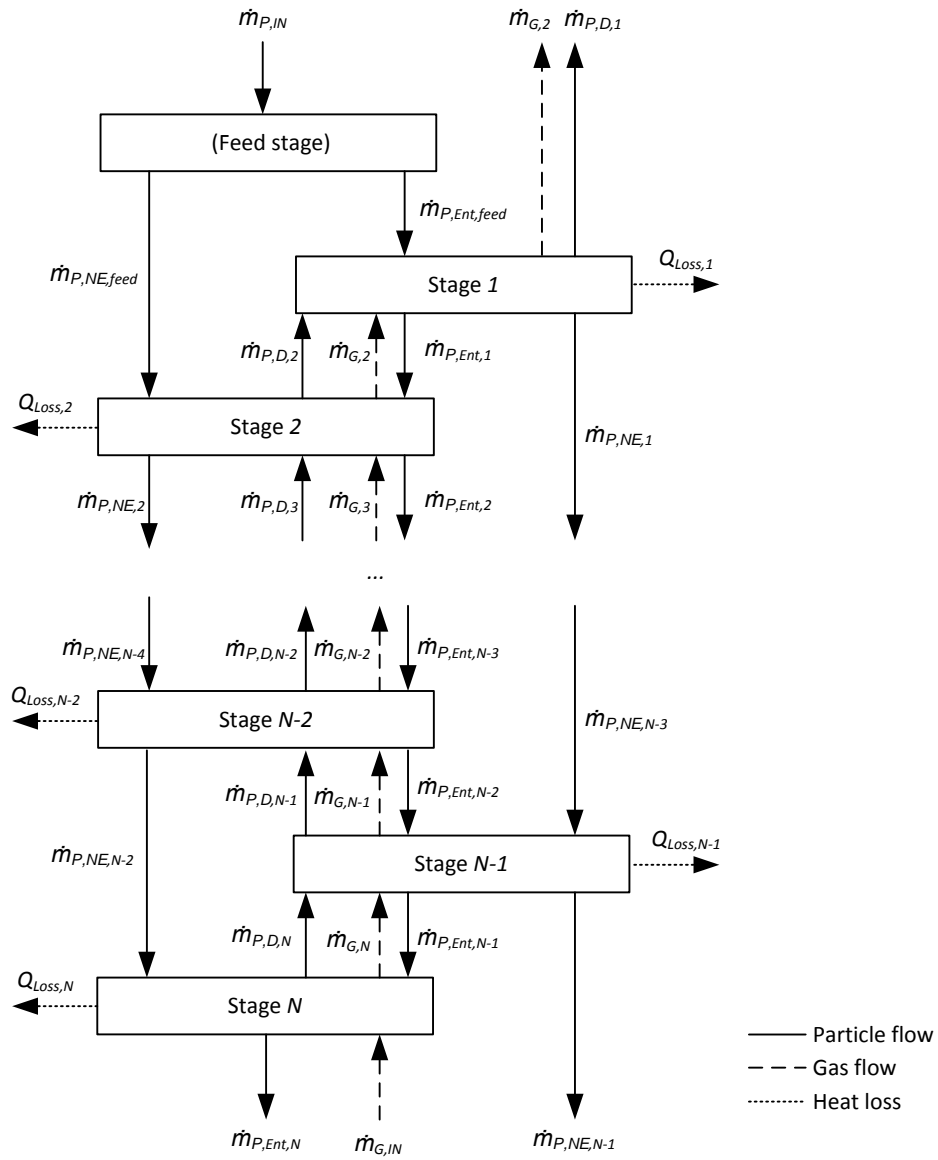 ṁP,IN
ṁG,2
ṁP,D,1
(Feed stage)
ṁP,Ent,feed
ṁP,NE,feed
Stage 1
QLoss,1
ṁP,D,2
ṁG,2
ṁP,Ent,1
QLoss,2
Stage 2
ṁP,NE,1
ṁP,NE,2
ṁP,D,3
ṁG,3
ṁP,Ent,2
...
ṁP,NE,N-4
ṁP,D,N-2
ṁG,N-2
ṁP,Ent,N-3
QLoss,N-2
Stage N-2
ṁP,NE,N-3
ṁP,D,N-1
ṁG,N-1
ṁP,Ent,N-2
ṁP,NE,N-2
Stage N-1
QLoss,N-1
ṁP,D,N
ṁG,N
ṁP,Ent,N-1
QLoss,N
Stage N
Particle flow
Gas flow
Heat loss
ṁP,Ent,N
ṁG,IN
ṁP,NE,N-1